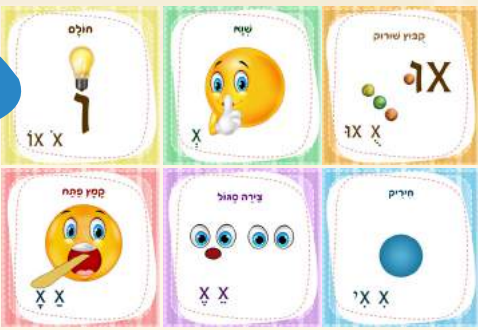 קֻבּוּץ שׁוּרוּק
אוּ
אֻ אוּ
שְׁוָא
אְ
חוֹלָם
וֹ
אֹ אוֹ
חִירִיק
אִ אִי
צֵירֵה סֶגּוֹל
אֵ אֶ
קָמַץ פַּתַח
אַ אָ